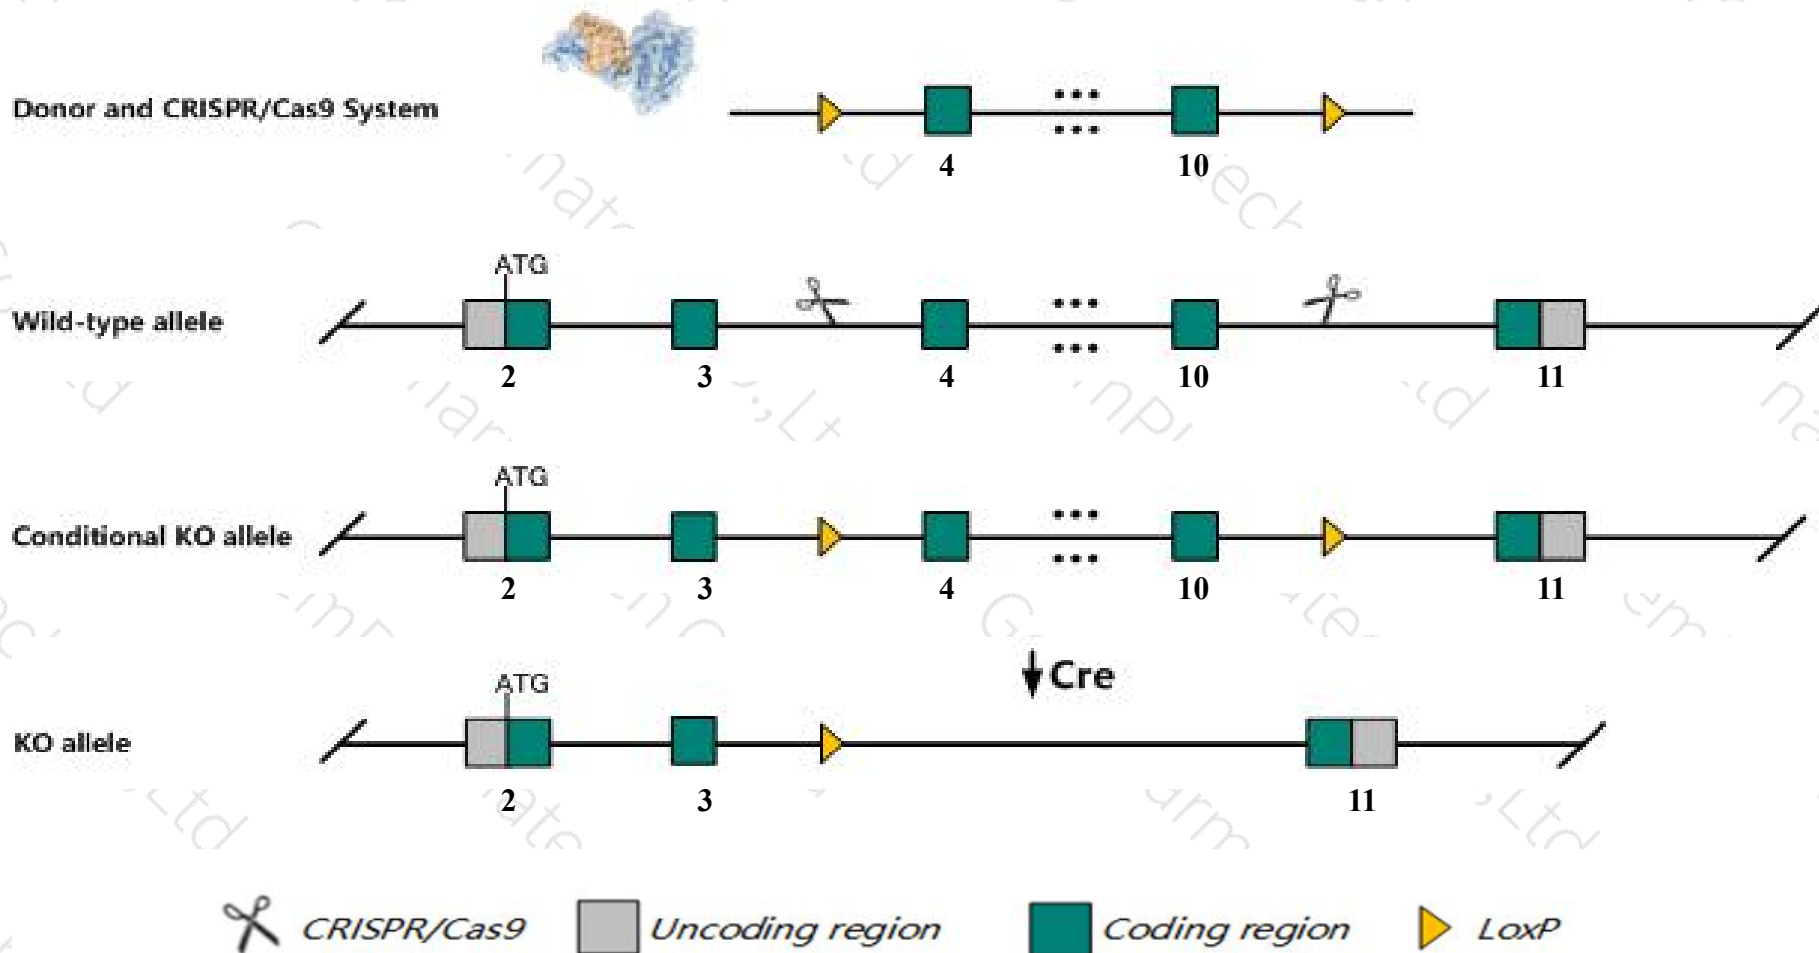 Donor and CRISPR/Cas9 System
4 10
ATG
Wild-type allele
2 3 4 10 11
ATG
Conditional KO allele
2 3 4 10 11
Cre
ATG
KO allele
2 3 11
CRISPR/Cas9 Uncoding region Coding region LoxP